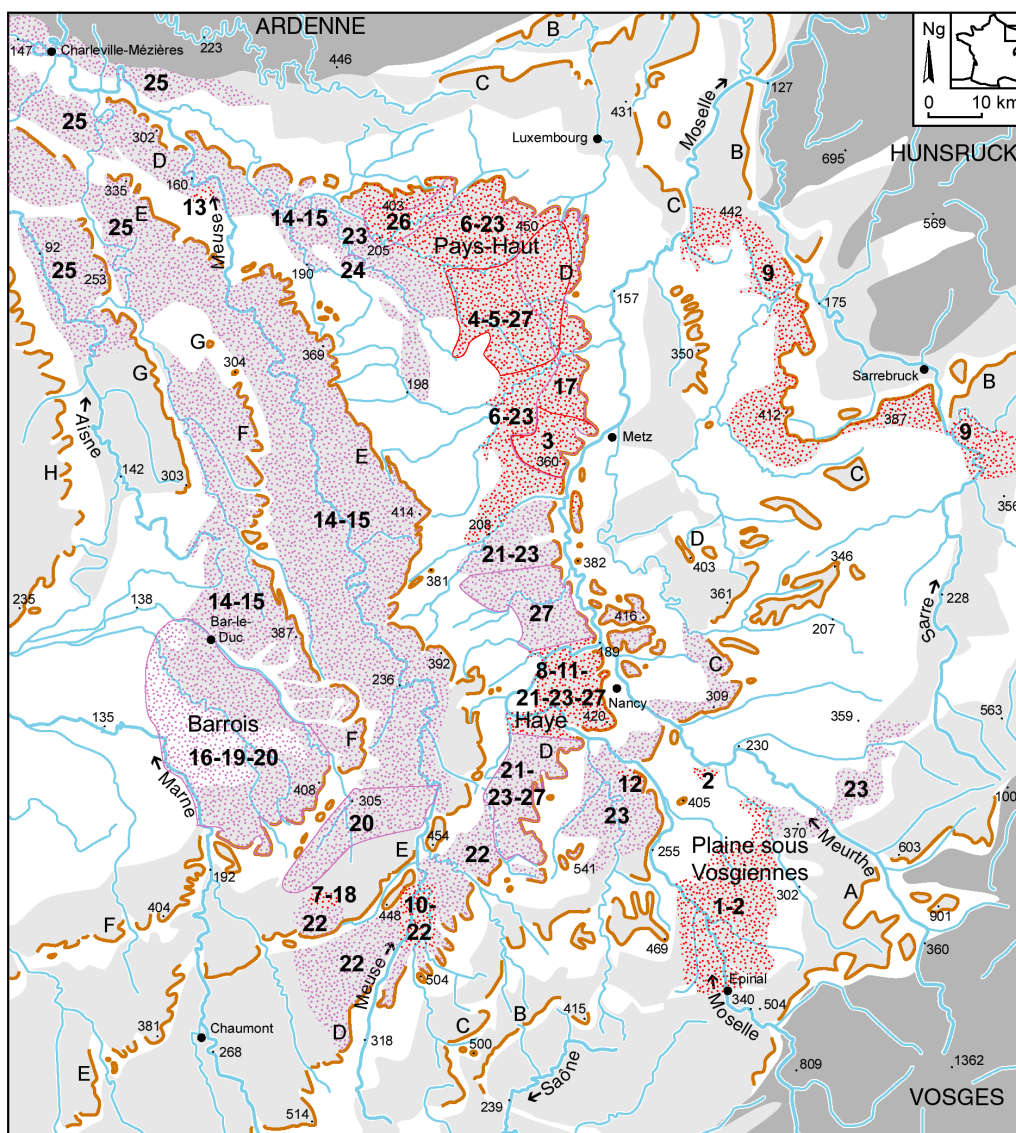 ARDENNE
B
Ng
147
Charleville-Mézières
223
446
C
0
10 km
127
25
431
Moselle
25
302
Luxembourg
B
695
HUNSRUCK
D
160
335
E
13
14-15
403
26
6-23
450
C
442
569
25
Meuse
23
205
Pays-Haut
92
25
253
190
24
D
9
157
175
4-5-27
G
304
G
369
350
Sarrebruck
B
198
17
Aisne
F
6-23
412
387
9
H
142
303
E
3
360
Metz
C
14-15
414
208
356
21-23
D
403
346
381
382
235
138
14-15
Bar-le-
Duc
387
27
416
361
207
Sarre
228
392
189
236
8-11-
21-23-27
Haye
420
Nancy
C
309
135
Barrois
16-19-20
F
D
359
563
230
Marne
408
305
20
21-
23-27
12
23
2
405
23
100
454
E
22
541
255
Plaine sous
Vosgiennes
370
Meurthe
603
192
7-18
22
448
10-
22
302
A
404
F
1-2
901
22
Meuse
504
469
360
Epinal
340
504
Moselle
381
Chaumont
268
D
318
C
500
B
415
E
Saône
809
1362
514
239
VOSGES